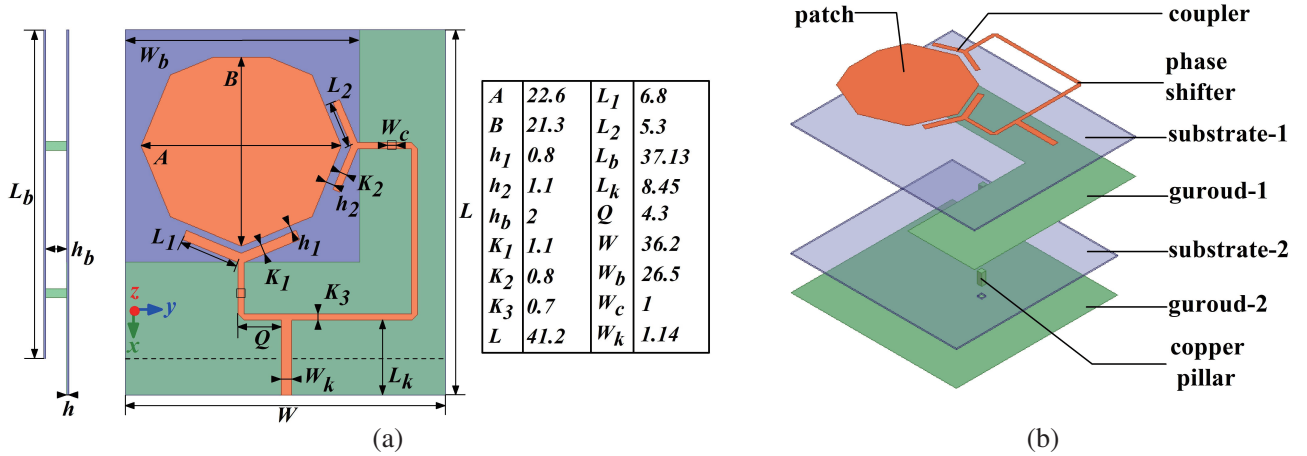 L_b
h_b
h
W_b
B
A
L_2
W_c
K_2
h_2
L_1
h_1
K_1
K_3
z
y
x
Q
W_k
L_k
W
L
A 22.6 L_1 6.8
B 21.3 L_2 5.3
h_1 0.8 L_b 37.13
h_2 1.1 L_k 8.45
h_b 2 Q 4.3
K_1 1.1 W 36.2
K_2 0.8 W_b 26.5
K_3 0.7 W_c 1
L 41.2 W_k 1.14
(a)
patch
coupler
phase
shifter
substrate-1
guroud-1
substrate-2
guroud-2
copper
pillar
(b)